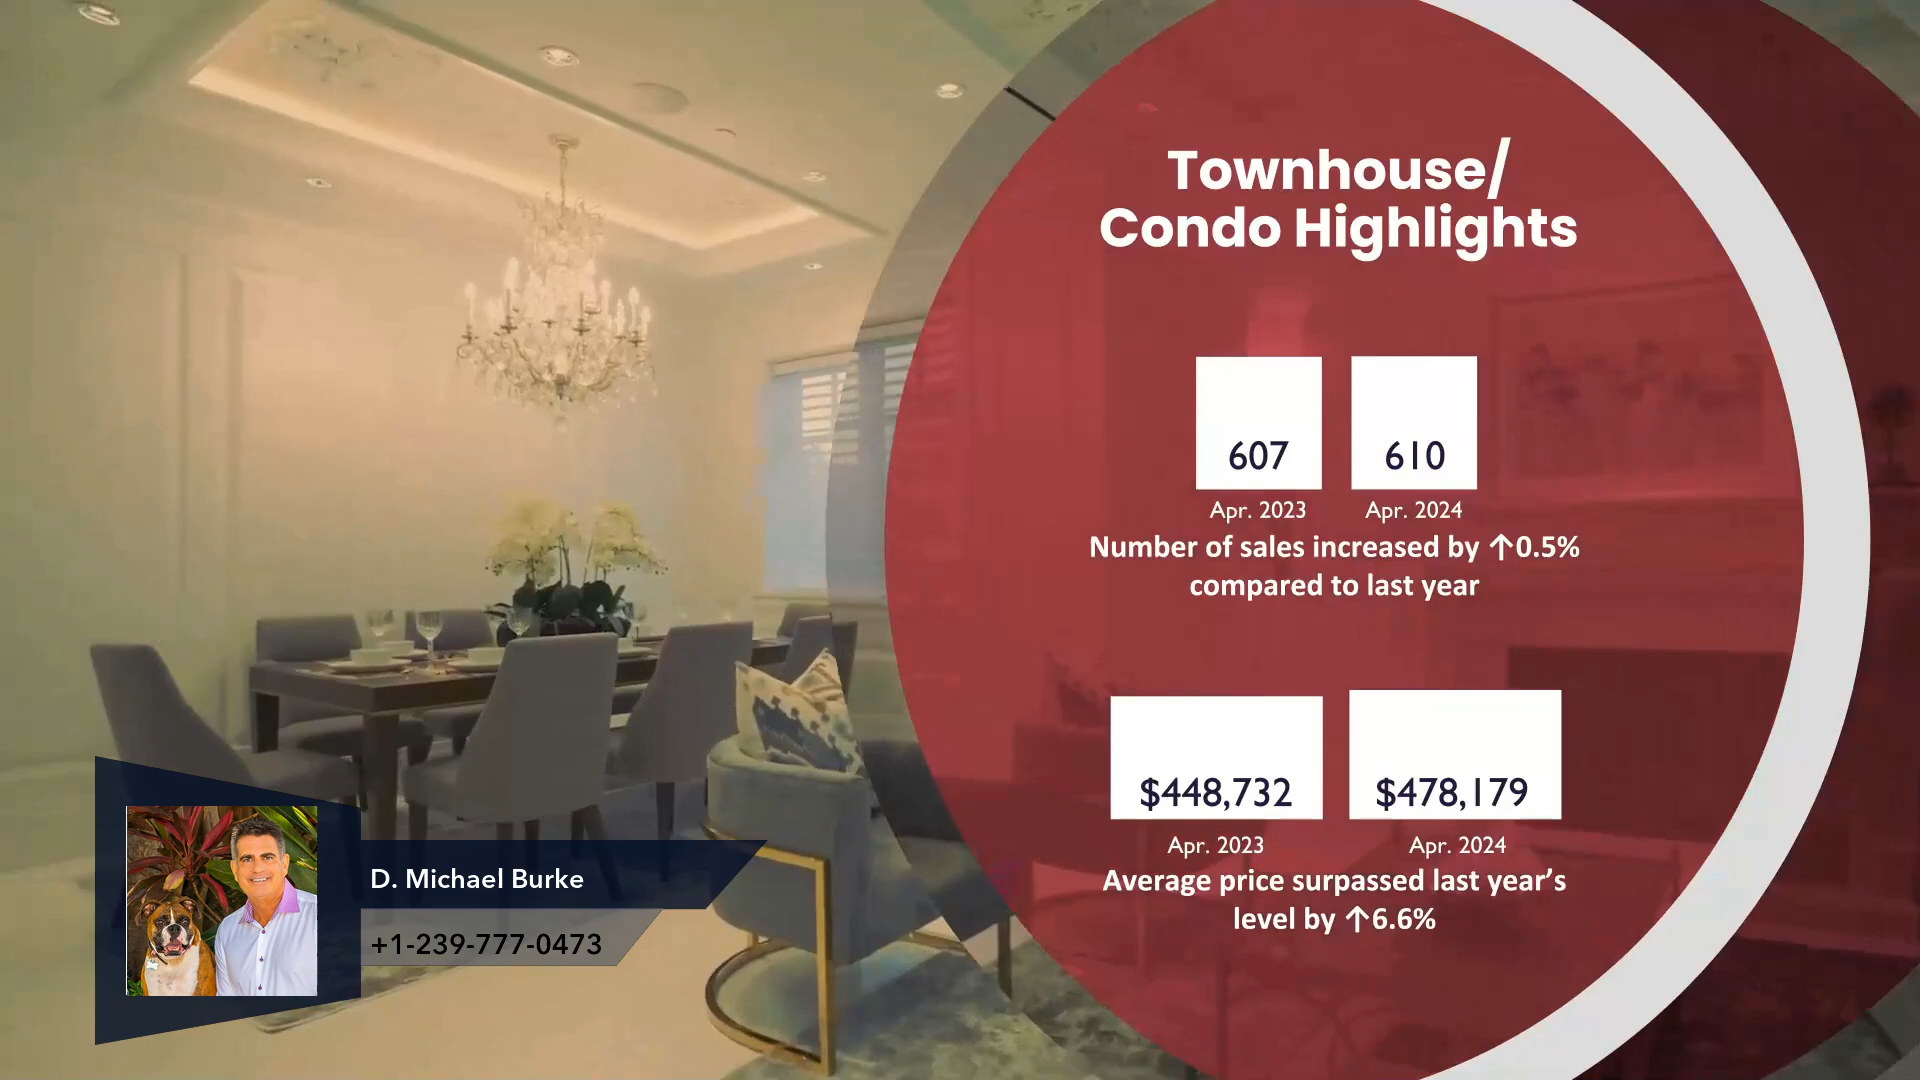 Townhouse/
Condo Highlights
607 610
Apr. 2023 Apr. 2024
Number of sales increased by ↑0.5%
compared to last year
$448,732 $478,179
Apr. 2023 Apr. 2024
Average price surpassed last year’s
level by ↑6.6%
D. Michael Burke
+1-239-777-0473